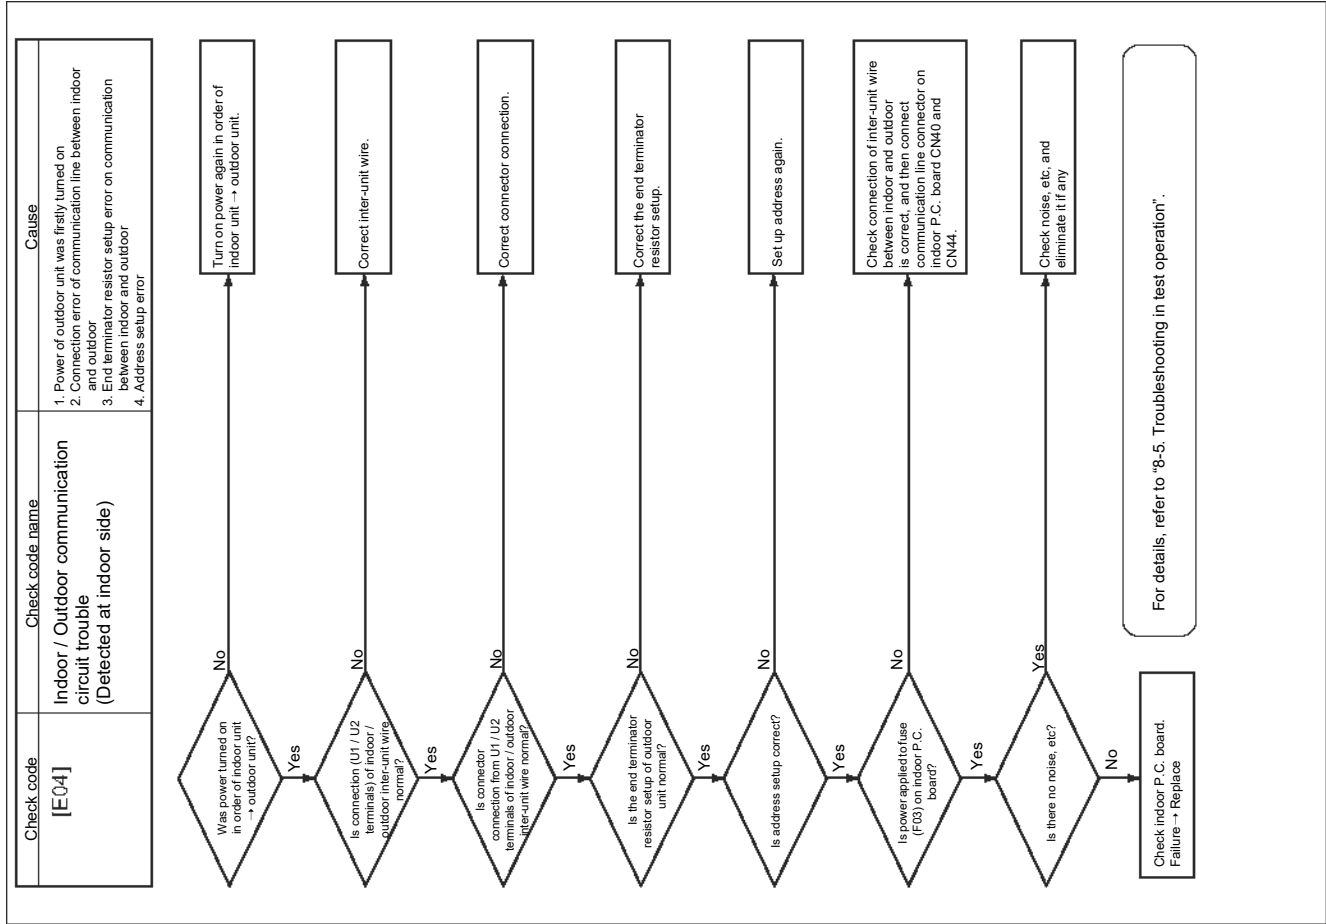 Check code
Check code name
Cause
[E04]
Indoor / Outdoor communication
circuit trouble
(Detected at indoor side)
1. Power of outdoor unit was firstly turned on
2. Connection error of communication line between indoor
and outdoor
3. End terminator resistor setup error on communication
between indoor and outdoor
4. Address setup error
Was power turned on
in order of indoor unit
→ outdoor unit?
No
Turn on power again in order of
indoor unit → outdoor unit.
Yes
Is connection (U1 / U2
terminals) of indoor /
outdoor inter-unit wire
normal?
No
Correct inter-unit wire.
Yes
Is connector
connection from U1 / U2
terminals of indoor / outdoor
inter-unit wire normal?
No
Correct connector connection.
Yes
Is the end terminator
resistor setup of outdoor
unit normal?
No
Correct the end terminator
resistor setup.
Yes
Is address setup correct?
No
Set up address again.
Yes
Is power applied to fuse
(F03) on indoor P.C.
board?
No
Check connection of inter-unit wire
between indoor and outdoor
is correct, and then connect
communication line connector on
indoor P.C. board CN40 and
CN44.
Yes
Is there no noise, etc?
Yes
Check noise, etc, and
eliminate it if any
No
Check indoor P.C. board.
Failure→ Replace
For details, refer to “8-5. Troubleshooting in test operation”.